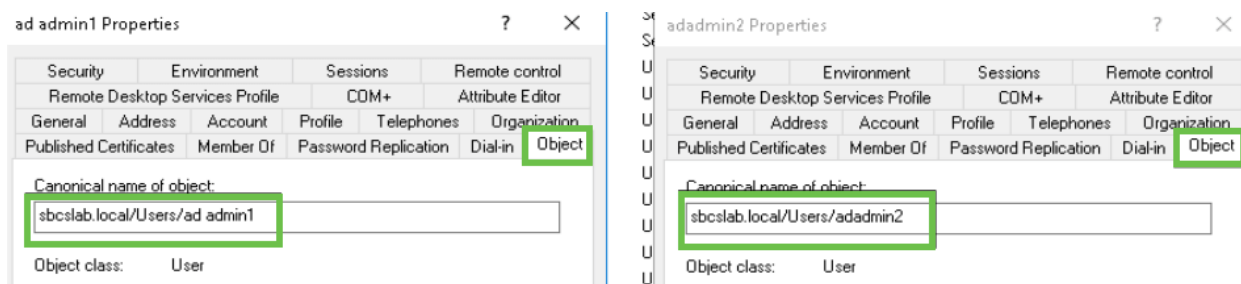 ad admin1 Properties ? ×
Security Environment Sessions Remote control
Remote Desktop Services Profile COM+ Attribute Editor
General Address Account Profile Telephones Organization
Published Certificates Member Of Password Replication Dial-in Object
Canonical name of object:
sbcslab.local/Users/ad admin1
Object class: User
adadmin2 Properties ? ×
Security Environment Sessions Remote control
Remote Desktop Services Profile COM+ Attribute Editor
General Address Account Profile Telephones Organization
Published Certificates Member Of Password Replication Dial-in Object
Canonical name of object:
sbcslab.local/Users/adadmin2
Object class: User